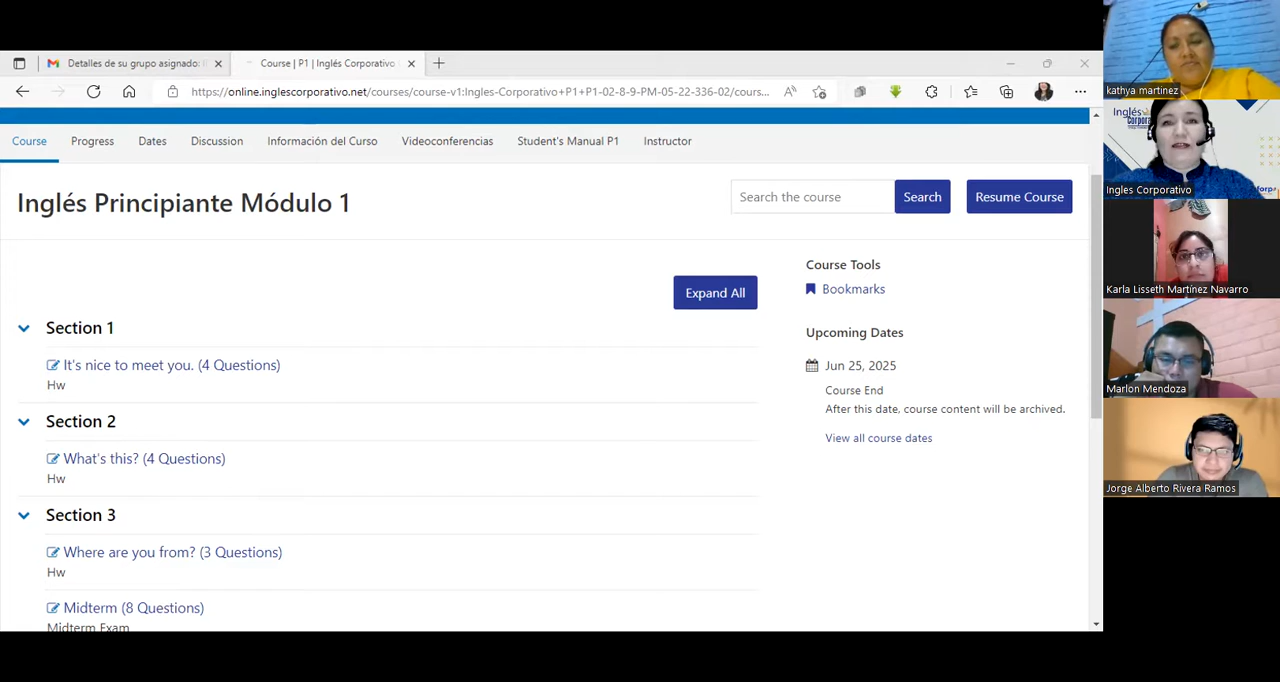 Detalles de su grupo asignado: I
Course | P1 | Inglés Corporativo
https://online.inglescorporativo.net/courses/course-v1:Ingles-Corporativo+P1+P1-02-8-9-PM-05-22-336-02/cours...
Course
Progress
Dates
Discussion
Información del Curso
Videoconferencias
Student's Manual P1
Instructor
Inglés Principiante Módulo 1
Search the course
Search
Resume Course
Expand All
Section 1
It's nice to meet you. (4 Questions)
Hw
Section 2
What's this? (4 Questions)
Hw
Section 3
Where are you from? (3 Questions)
Hw
Midterm (8 Questions)
Midterm Exam
Course Tools
Bookmarks
Upcoming Dates
Jun 25, 2025
Course End
After this date, course content will be archived.
View all course dates
kathya martinez
Inglés
Ingles Corporativo
Karla Lisseth Martínez Navarro
Marlon Mendoza
Jorge Alberto Rivera Ramos